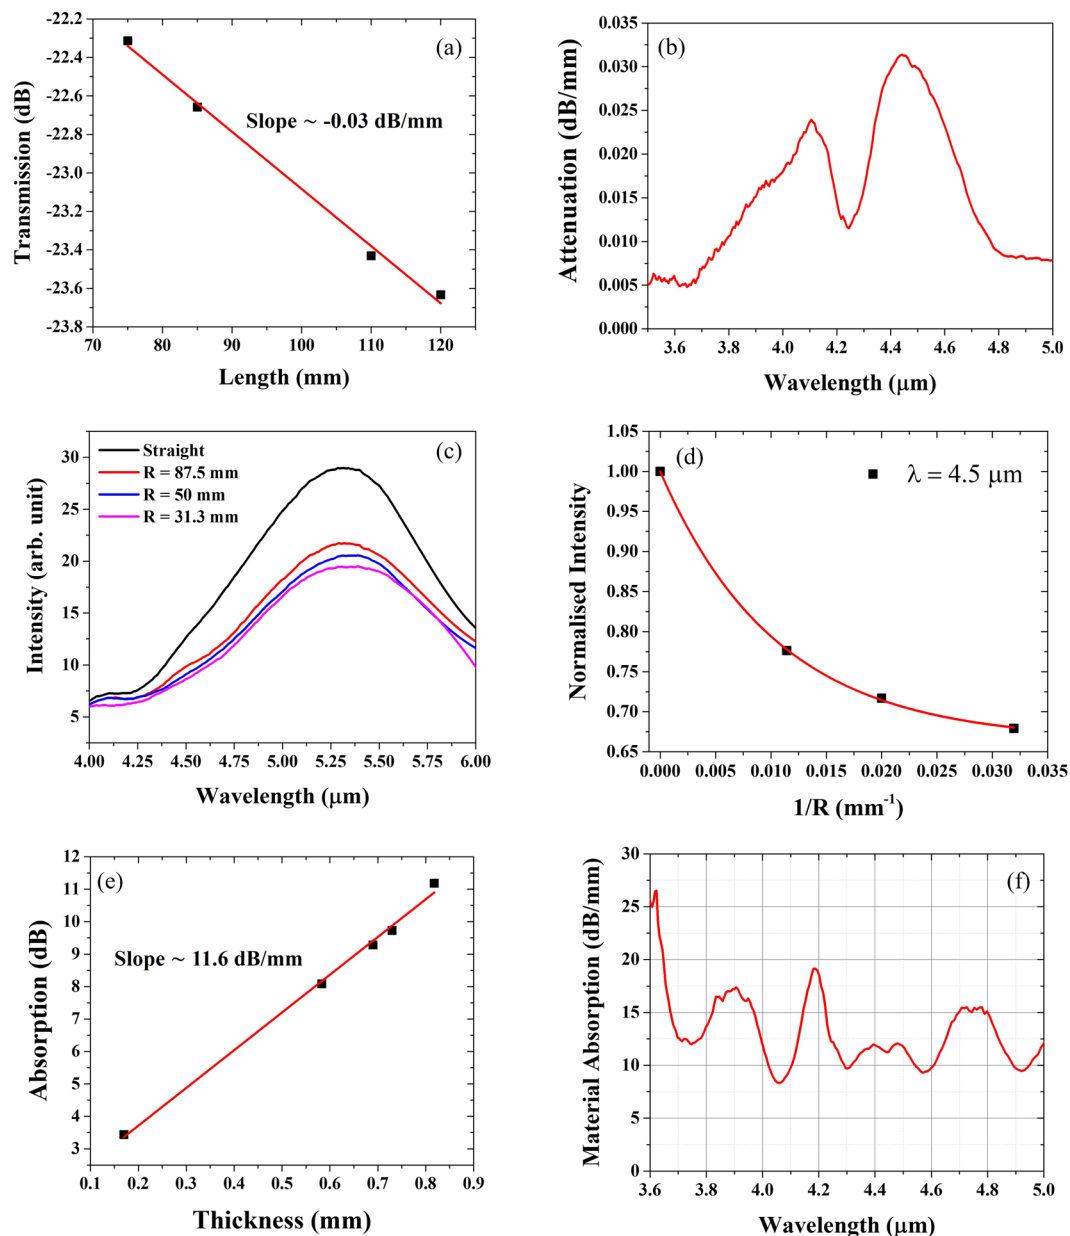 (a)
-22.2
-22.4
-22.6
-22.8
-23.0
-23.2
-23.4
-23.6
-23.8
Transmission (dB)
Slope ~ -0.03 dB/mm
70 80 90 100 110 120
Length (mm)
(b)
0.035
0.030
0.025
0.020
0.015
0.010
0.005
0.000
Attenuation (dB/mm)
3.6 3.8 4.0 4.2 4.4 4.6 4.8 5.0
Wavelength (μm)
(c)
Straight
R = 87.5 mm
R = 50 mm
R = 31.3 mm
30
25
20
15
10
5
Intensity (arb. unit)
4.00 4.25 4.50 4.75 5.00 5.25 5.50 5.75 6.00
Wavelength (μm)
(d)
λ = 4.5 μm
1.05
1.00
0.95
0.90
0.85
0.80
0.75
0.70
0.65
Normalised Intensity
0.000 0.005 0.010 0.015 0.020 0.025 0.030 0.035
1/R (mm-1)
(e)
12
11
10
9
8
7
6
5
4
3
Absorption (dB)
Slope ~ 11.6 dB/mm
0.1 0.2 0.3 0.4 0.5 0.6 0.7 0.8 0.9
Thickness (mm)
(f)
30
25
20
15
10
5
0
Material Absorption (dB/mm)
3.6 3.8 4.0 4.2 4.4 4.6 4.8 5.0
Wavelength (μm)